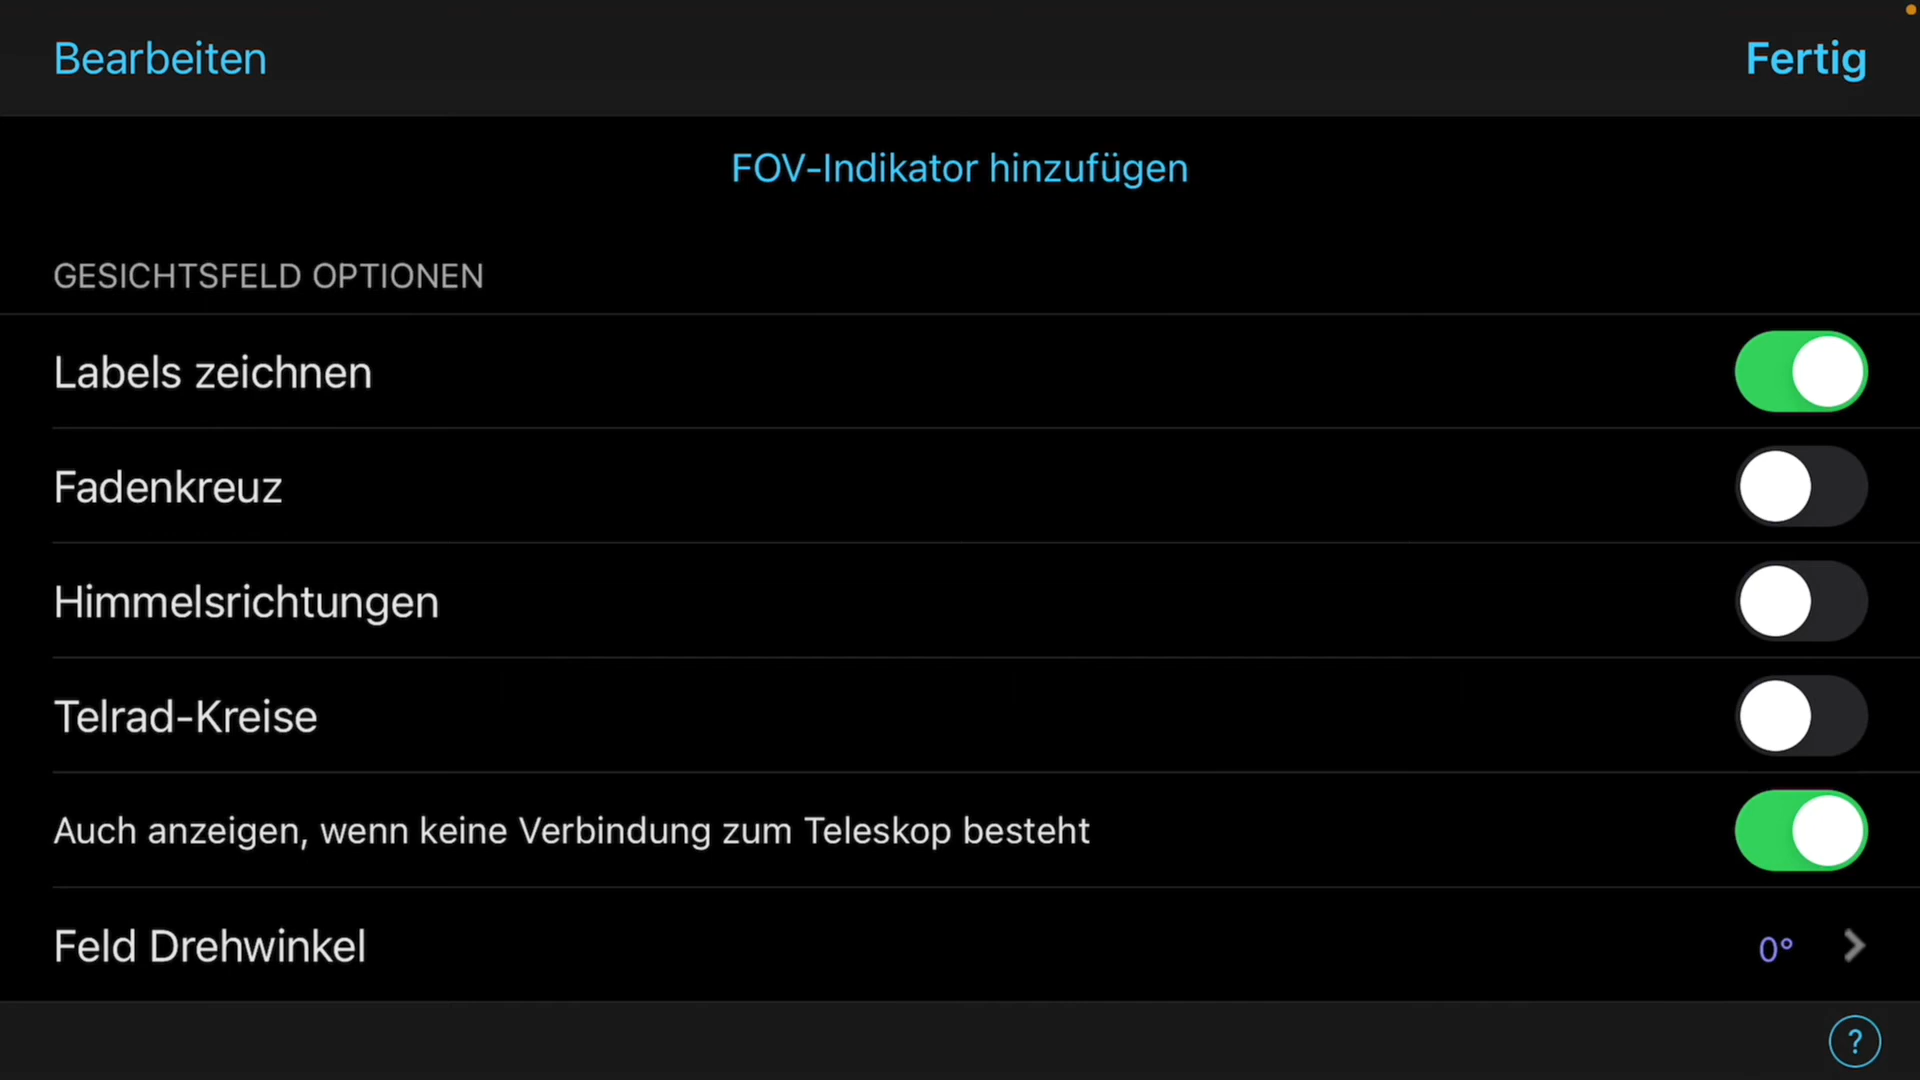 Bearbeiten
Fertig
FOV-Indikator hinzufügen
GESICHTSFELD OPTIONEN
Labels zeichnen
Fadenkreuz
Himmelsrichtungen
Telrad-Kreise
Auch anzeigen, wenn keine Verbindung zum Teleskop besteht
Feld Drehwinkel
0°
?